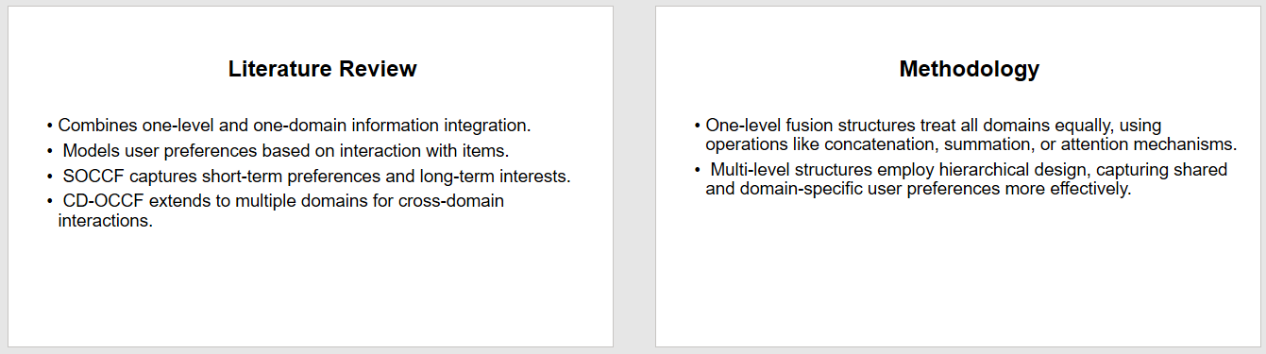 Literature Review
• Combines one-level and one-domain information integration.
• Models user preferences based on interaction with items.
• SOCCF captures short-term preferences and long-term interests.
• CD-OCCF extends to multiple domains for cross-domain
interactions.
Methodology
• One-level fusion structures treat all domains equally, using
operations like concatenation, summation, or attention mechanisms.
• Multi-level structures employ hierarchical design, capturing shared
and domain-specific user preferences more effectively.